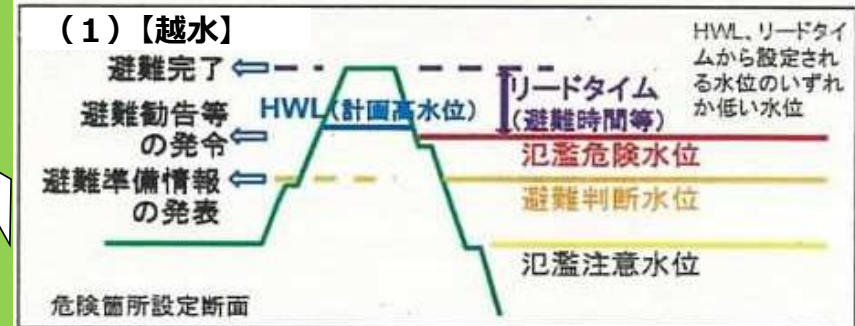 (1)【越水】
避難完了
避難勧告等
の発令
避難準備情報
の発表
HWL(計画高水位)
リードタイム
(避難時間等)
HWL、リードタイ
ムから設定され
る水位のいずれ
か低い水位
氾濫危険水位
避難判断水位
氾濫注意水位
危険箇所設定断面